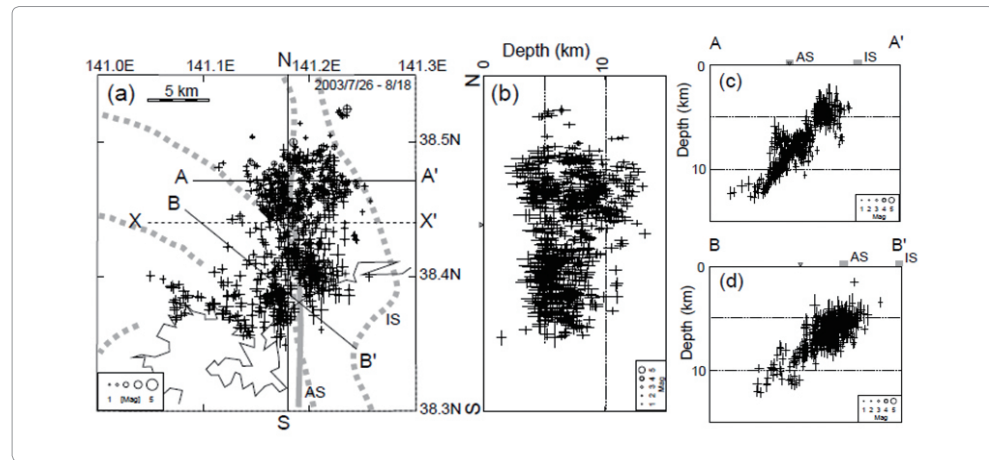 N
141.0E 141.1E 141.2E 141.3E
(a)
2003/7/26 - 8/18
5 km
38.5N
A A'
B
X X'
38.4N
IS
B'
AS
1 [Mag] 5
38.3N
S
Depth (km)
0 10
N
(b)
S
1 2 3 4 5
Mag
A A'
AS IS
0
(c)
Depth (km)
10
1 2 3 4 5
Mag
B B'
AS IS
0
(d)
Depth (km)
10
1 2 3 4 5
Mag